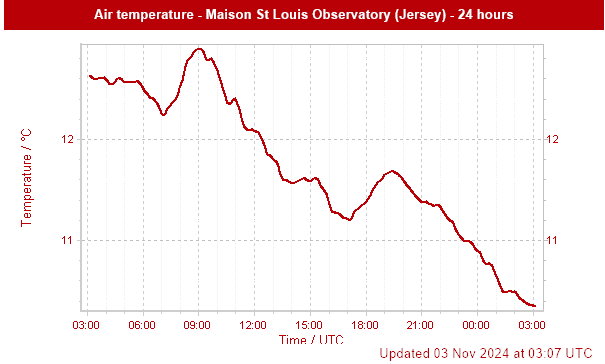 Air temperature - Maison St Louis Observatory (Jersey) - 24 hours
Temperature / °C
12 12
11 11
03:00 06:00 09:00 12:00 15:00 18:00 21:00 00:00 03:00
Time / UTC
Updated 03 Nov 2024 at 03:07 UTC